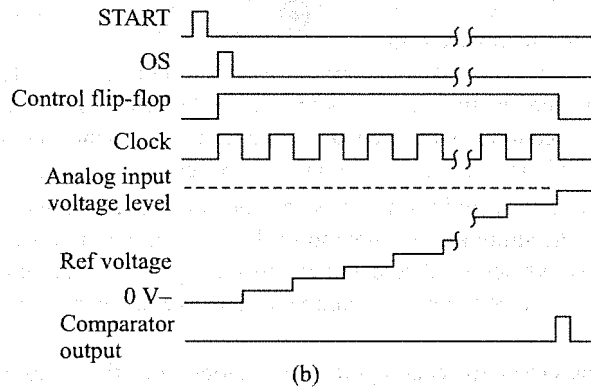 START
OS
Control flip-flop
Clock
Analog input
voltage level
Ref voltage
0 V–
Comparator
output
(b)